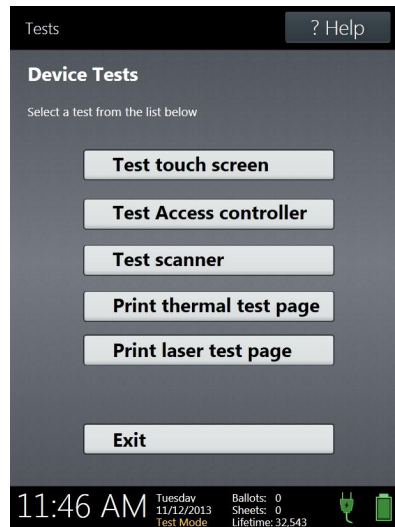 Tests
? Help
Device Tests
Select a test from the list below
Test touch screen
Test Access controller
Test scanner
Print thermal test page
Print laser test page
Exit
11:46 AM
Tuesday
11/12/2013
Test Mode
Ballots: 0
Sheets: 0
Lifetime: 32,543